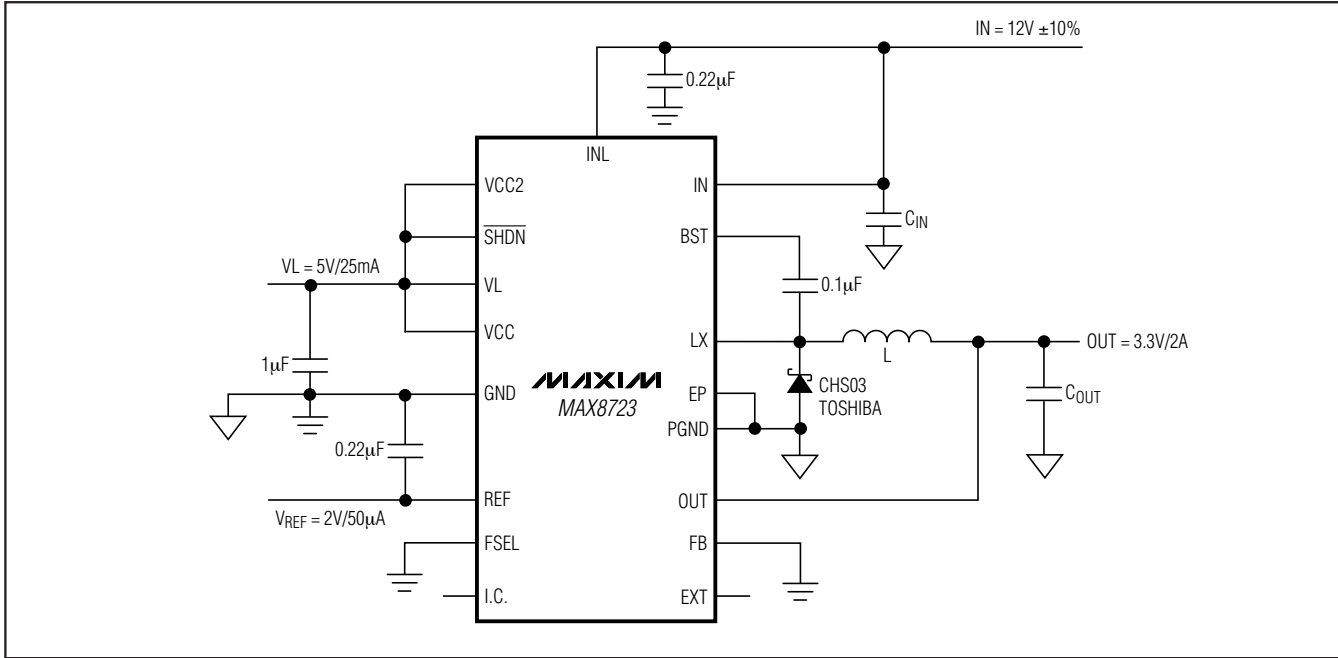 IN = 12V ±10%
0.22µF
INL
VCC2
IN
SHDN
BST
CIN
VL = 5V/25mA
VL
0.1µF
VCC
LX
L
OUT = 3.3V/2A
1µF
MAXIM
MAX8723
GND
EP
CHS03
TOSHIBA
COUT
PGND
0.22µF
REF
OUT
VREF = 2V/50µA
FSEL
FB
I.C.
EXT